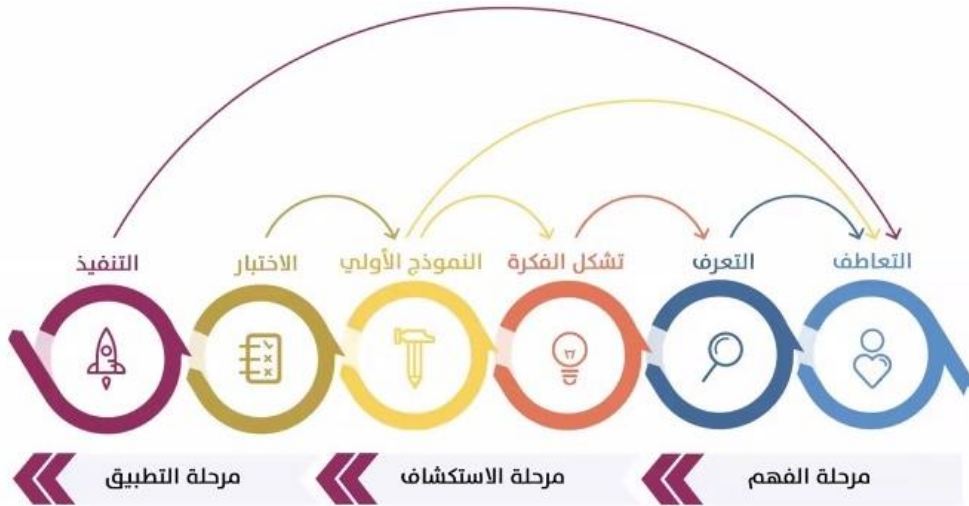 التعاطف
التعرف
تشكل الفكرة
النموذج الأولي
الاختبار
التنفيذ
مرحلة الفهم
مرحلة الاستكشاف
مرحلة التطبيق